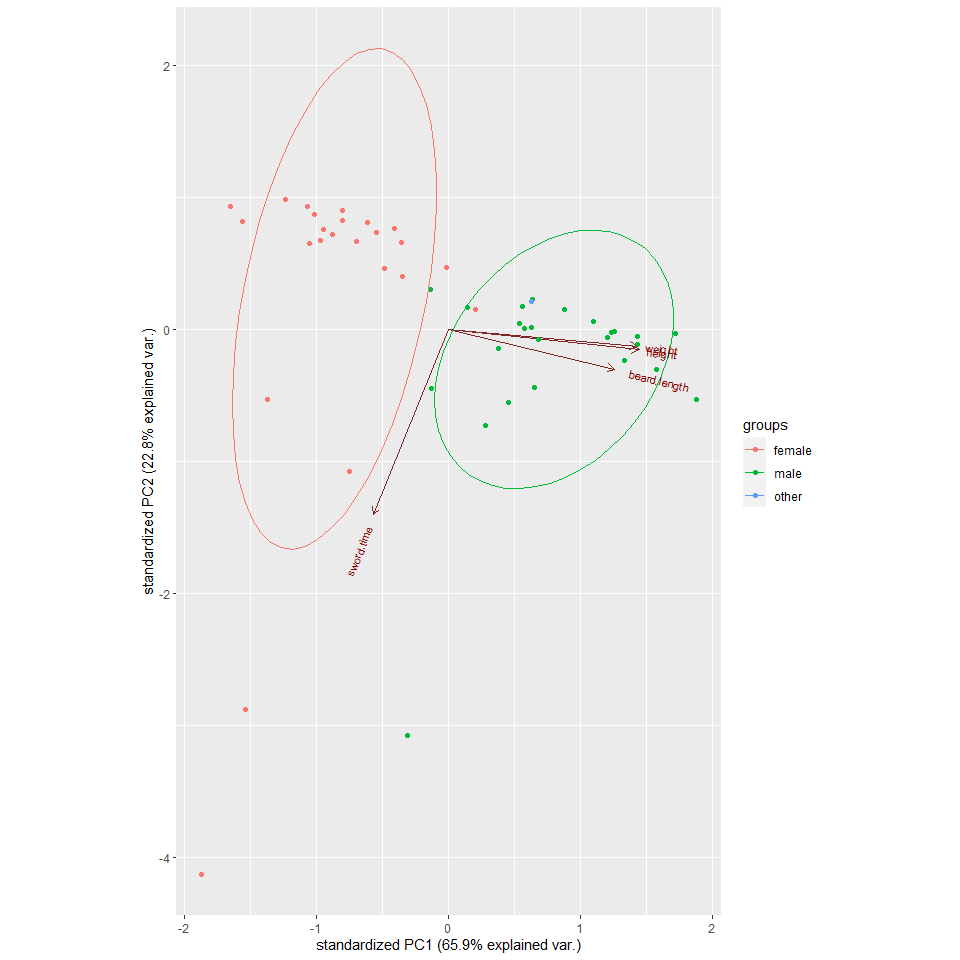 2
0
-2
-4
standardized PC2 (22.8% explained var.)
weight
height
beard.length
sword.time
-2
-1
0
1
2
standardized PC1 (65.9% explained var.)
groups
female
male
other